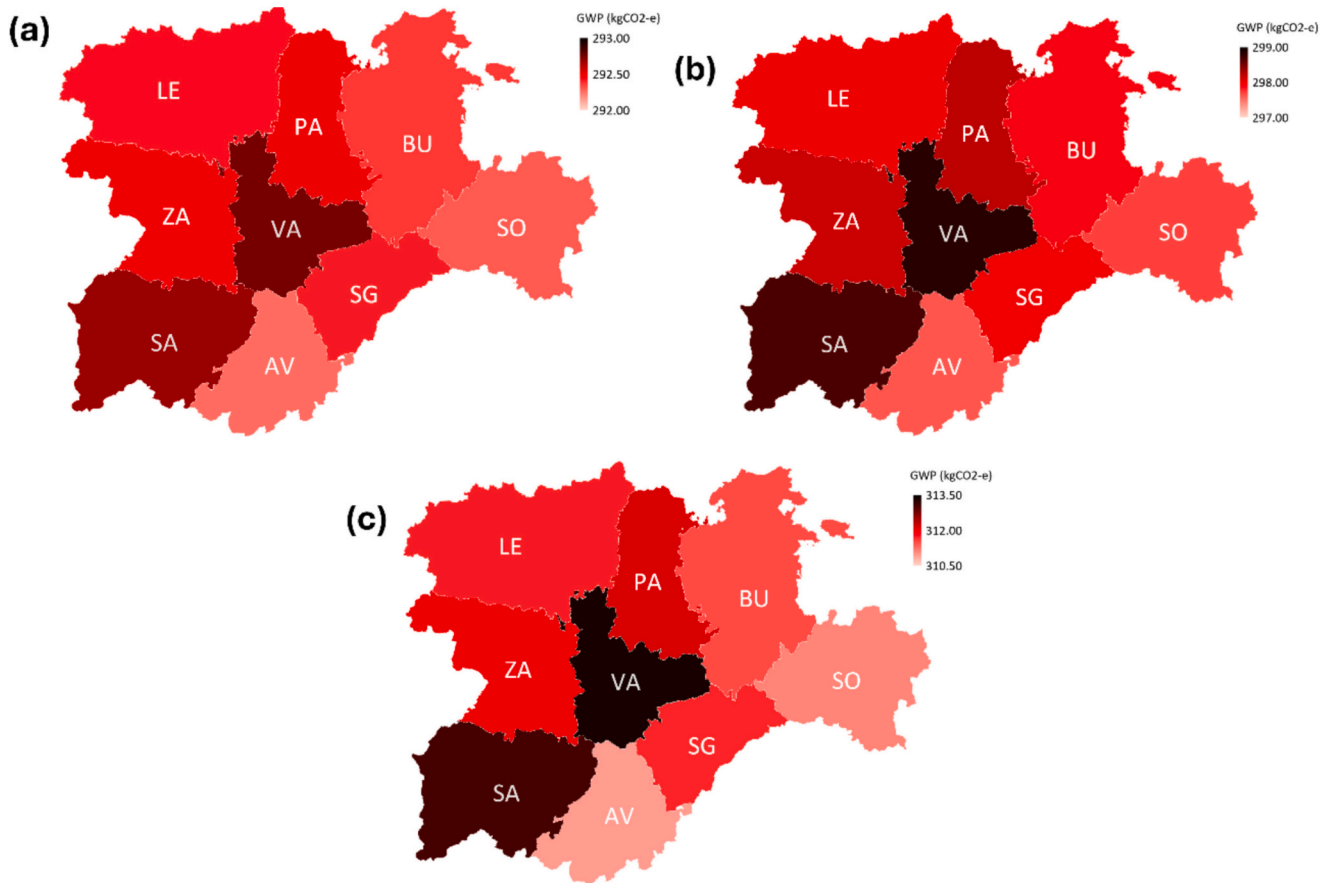 (a)
GWP (kgCO2-e)
293.00
292.50
292.00
LE
PA
BU
ZA
VA
SO
SG
SA
AV
(b)
GWP (kgCO2-e)
299.00
298.00
297.00
LE
PA
BU
ZA
VA
SO
SG
SA
AV
(c)
GWP (kgCO2-e)
313.50
312.00
310.50
LE
PA
BU
ZA
VA
SO
SG
SA
AV